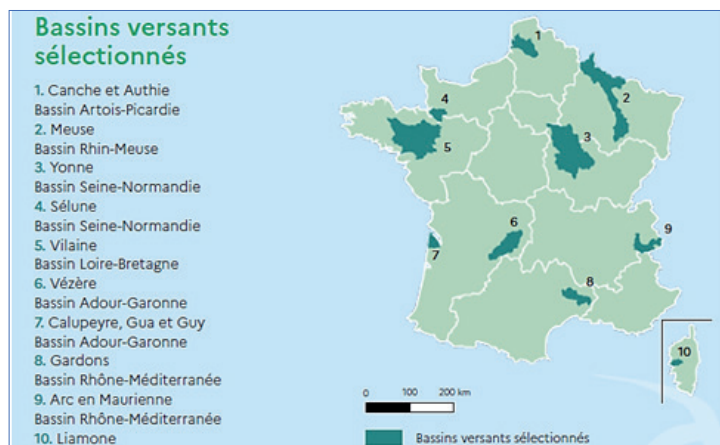 Bassins versants
sélectionnés
1. Canche et Authie
Bassin Artois-Picardie
2. Meuse
Bassin Rhin-Meuse
3. Yonne
Bassin Seine-Normandie
4. Sélune
Bassin Seine-Normandie
5. Vilaine
Bassin Loire-Bretagne
6. Vézère
Bassin Adour-Garonne
7. Calupeyre, Gua et Guy
Bassin Adour-Garonne
8. Gardons
Bassin Rhône-Méditerranée
9. Arc en Maurienne
Bassin Rhône-Méditerranée
10. Liamone
1
2
4
3
5
6
9
7
8
10
0 100 200 km
Bassins versants sélectionnés